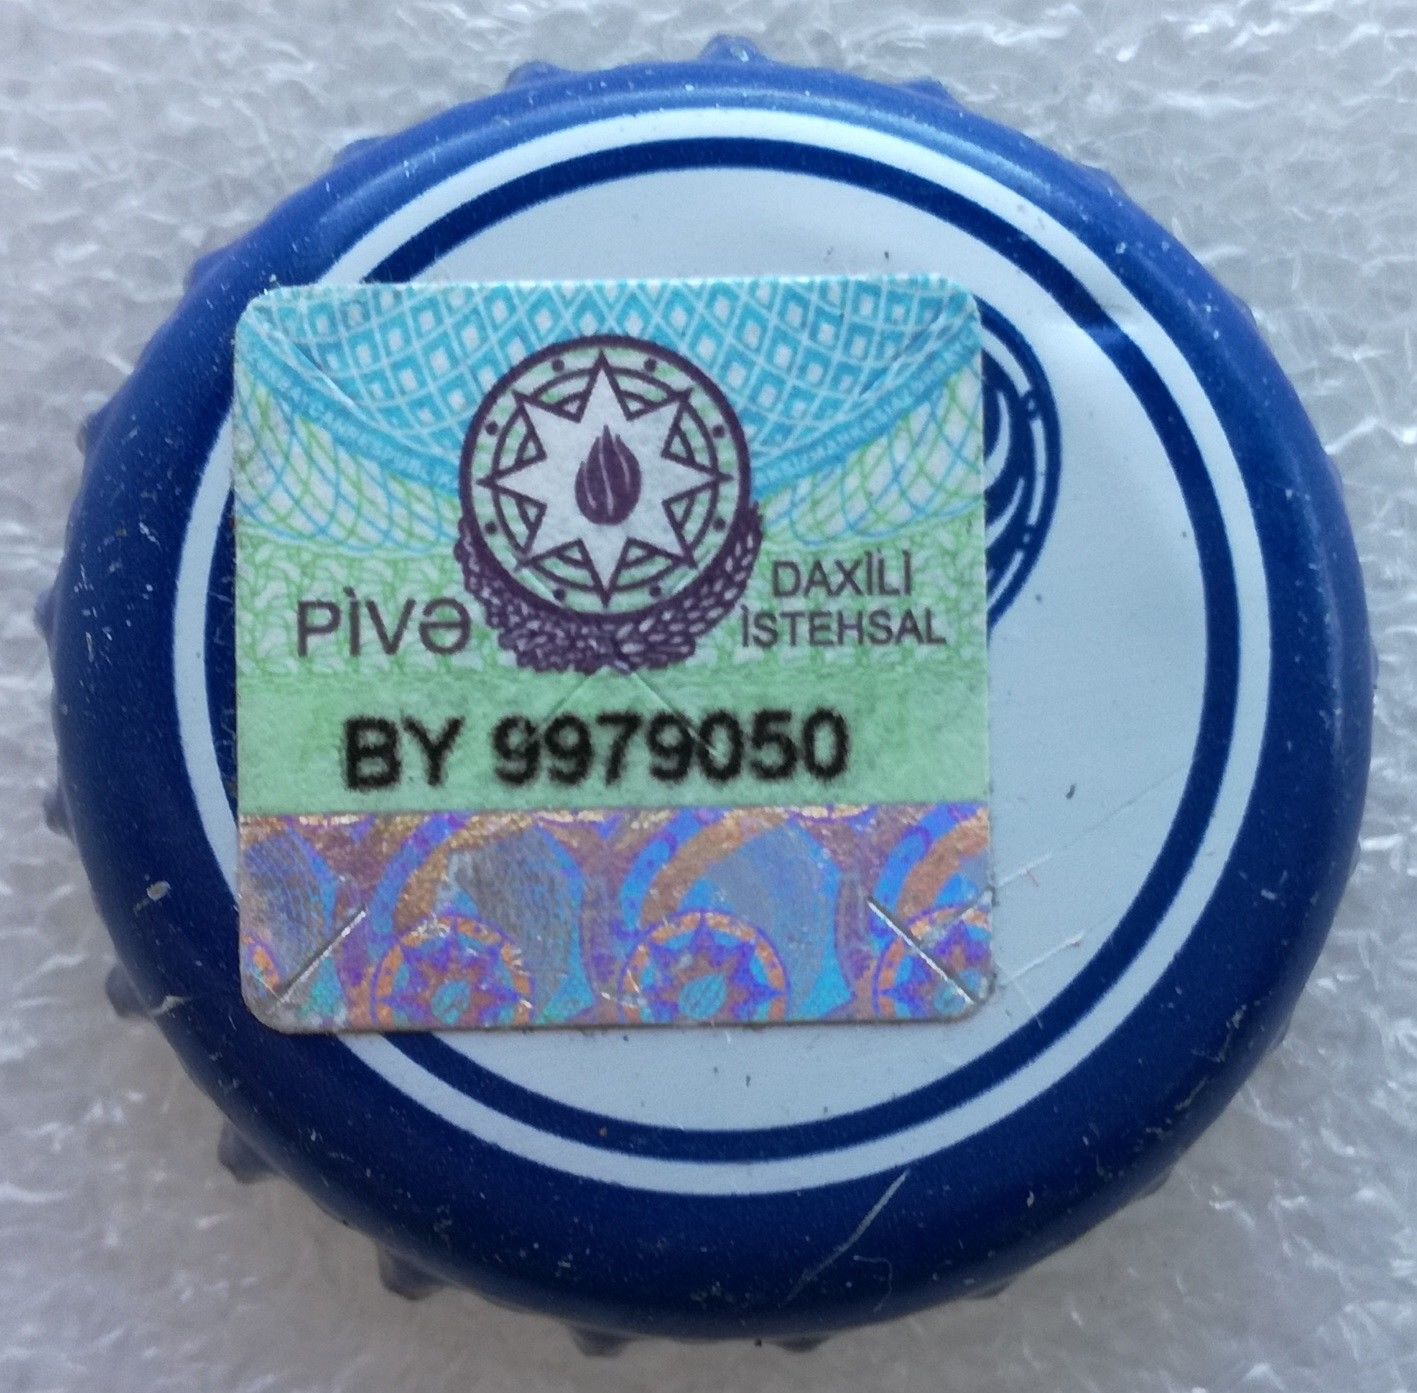 PİVƏ
DAXİLİ
İSTEHSAL
BY 9979050